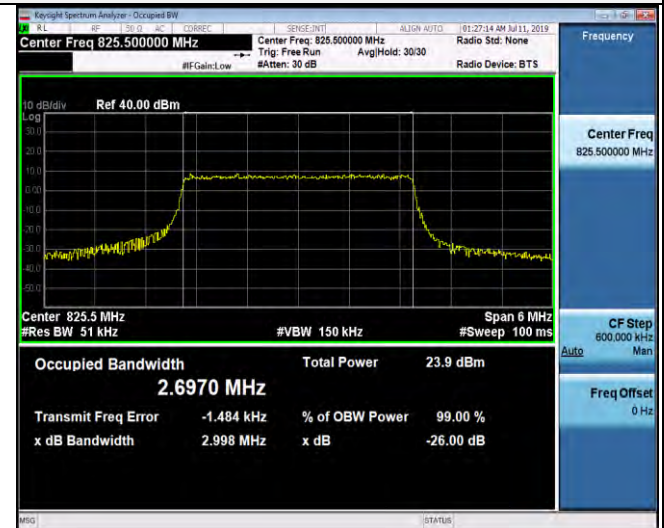 Keysight Spectrum Analyzer - Occupied BW
RL RF 50 Ω AC CORREC SENSE:INT ALIGN AUTO 01:27:14 AM Jul 11, 2019
Center Freq 825.500000 MHz
Center Freq: 825.500000 MHz
Radio Std: None
Trig: Free Run Avg|Hold: 30/30
#IFGain:Low #Atten: 30 dB Radio Device: BTS
10 dB/div Ref 40.00 dBm
Log
30.0
20.0
10.0
0.00
-10.0
-20.0
-30.0
-40.0
-50.0
Center 825.5 MHz Span 6 MHz
#Res BW 51 kHz #VBW 150 kHz #Sweep 100 ms
Occupied Bandwidth Total Power 23.9 dBm
2.6970 MHz
Transmit Freq Error -1.484 kHz % of OBW Power 99.00 %
x dB Bandwidth 2.998 MHz x dB -26.00 dB
MSG STATUS
Frequency
Center Freq
825.500000 MHz
CF Step
600.000 kHz
Auto Man
Freq Offset
0 Hz